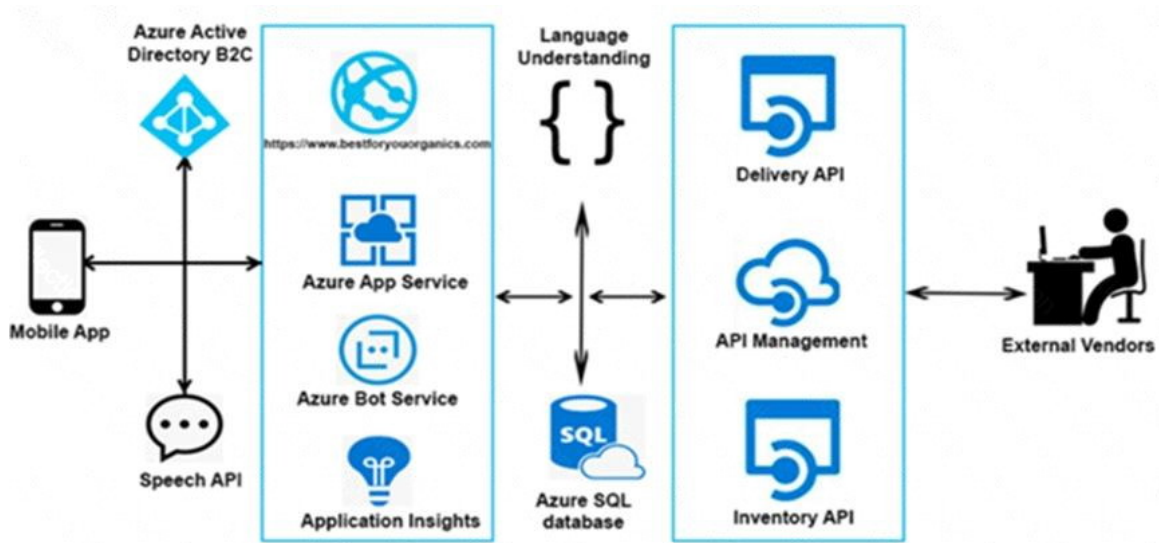 Azure Active
Directory B2C
Mobile App
Speech API
https://www.bestforyouorganics.com
Azure App Service
Azure Bot Service
Application Insights
Language
Understanding
SQL
Azure SQL
database
Delivery API
API Management
Inventory API
External Vendors